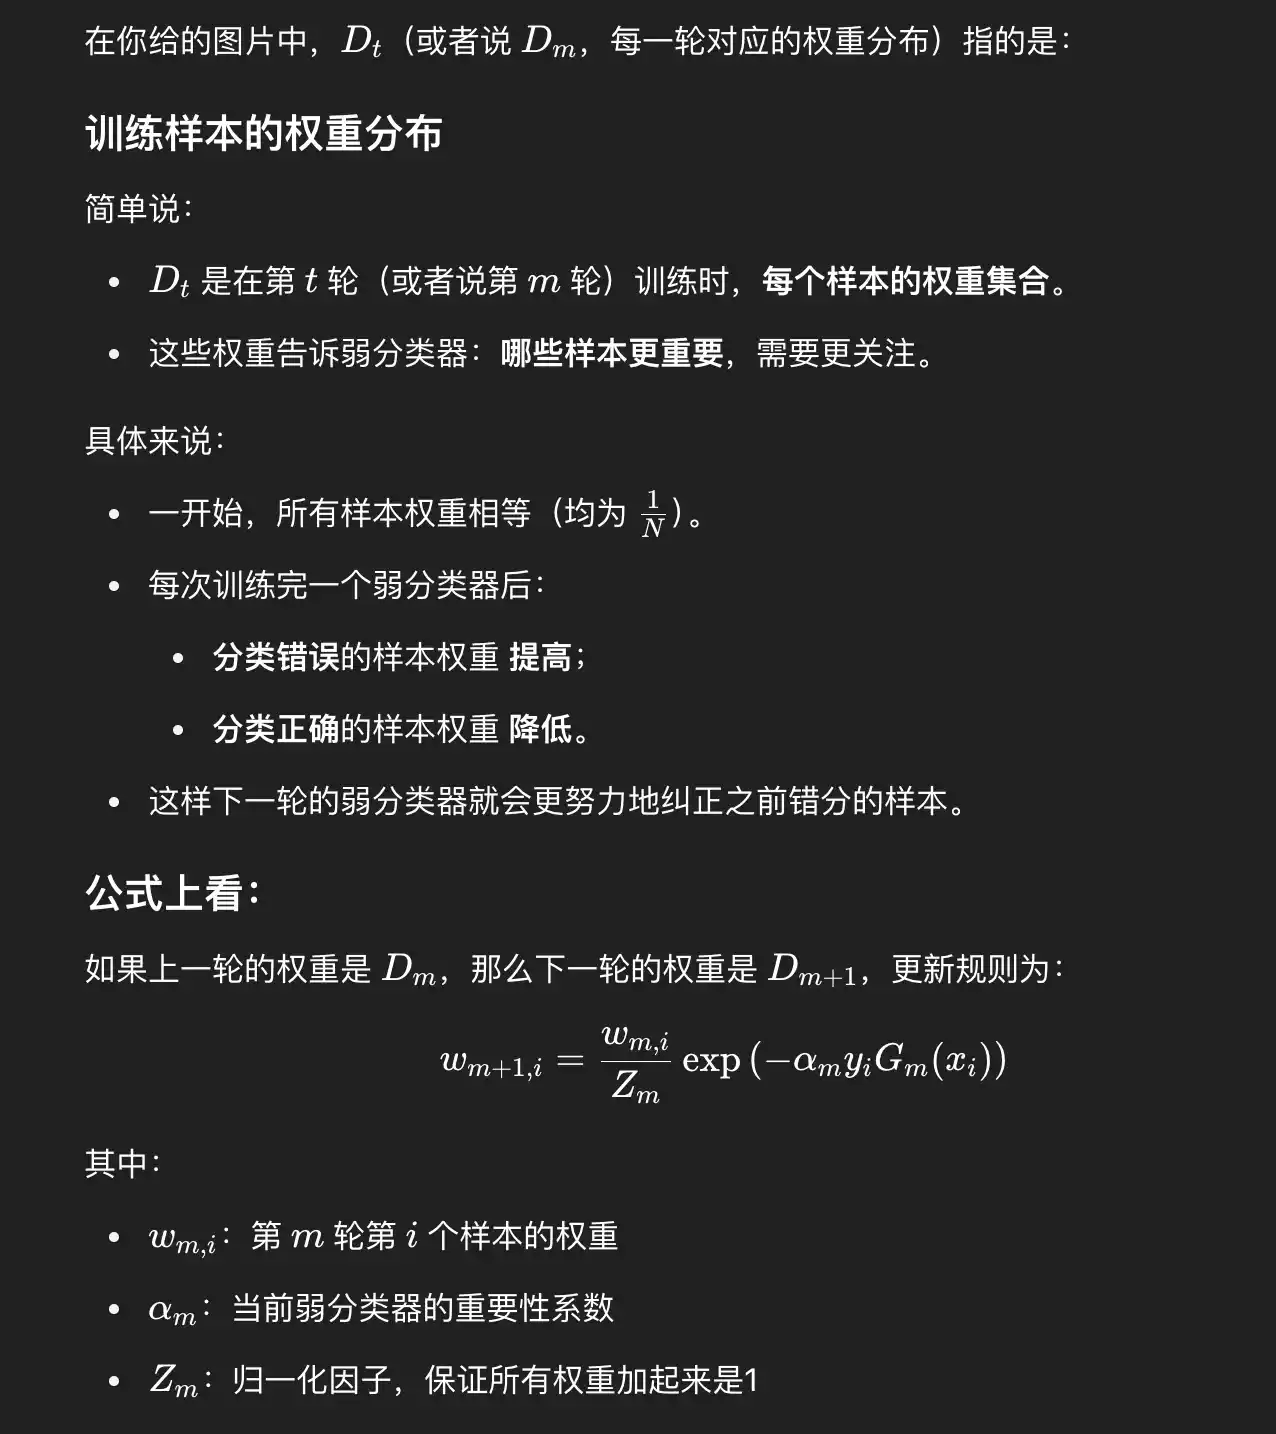 在你给的图片中，$D_t$（或者说 $D_m$，每一轮对应的权重分布）指的是：
训练样本的权重分布
简单说：
• $D_t$ 是在第 $t$ 轮（或者说第 $m$ 轮）训练时，每个样本的权重集合。
• 这些权重告诉弱分类器：哪些样本更重要，需要更关注。
具体来说：
• 一开始，所有样本权重相等（均为 $\frac{1}{N}$）。
• 每次训练完一个弱分类器后：
• 分类错误的样本权重 提高；
• 分类正确的样本权重 降低。
• 这样下一轮的弱分类器就会更努力地纠正之前错分的样本。
公式上看：
如果上一轮的权重是 $D_m$，那么下一轮的权重是 $D_{m+1}$，更新规则为：
$w_{m+1,i} = \frac{w_{m,i}}{Z_m} \exp\left(-\alpha_m y_i G_m(x_i)\right)$
其中：
• $w_{m,i}$：第 $m$ 轮第 $i$ 个样本的权重
• $\alpha_m$：当前弱分类器的重要性系数
• $Z_m$：归一化因子，保证所有权重加起来是1